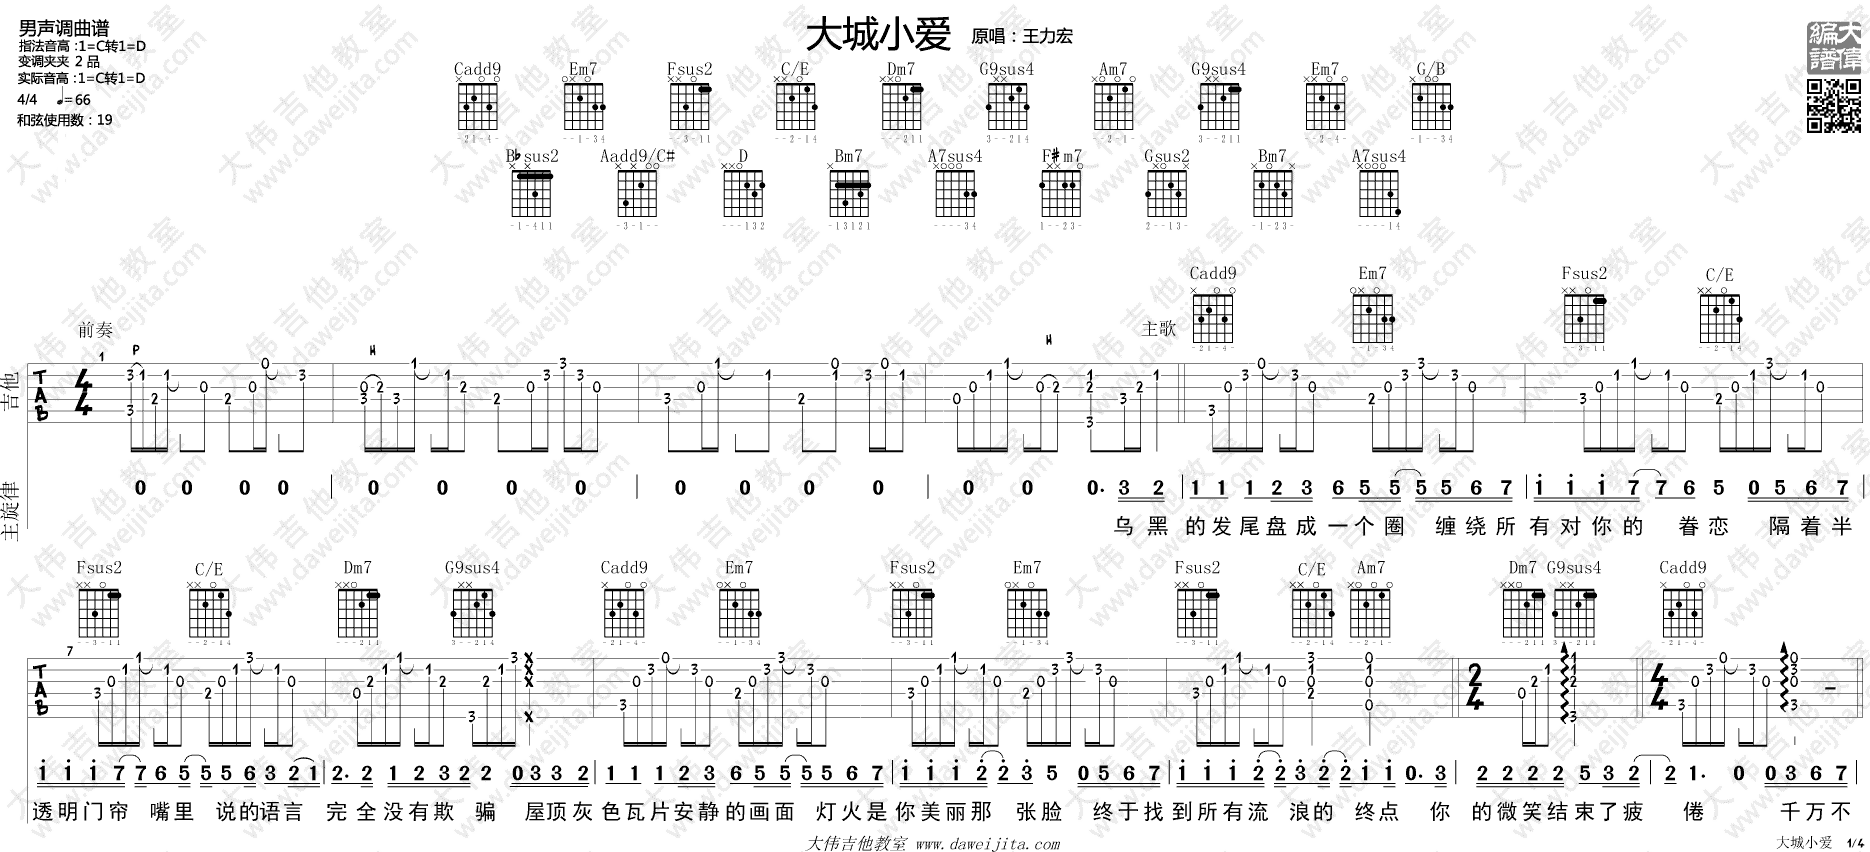 大城小爱 原唱：王力宏
男声调曲谱
指法音高:1=C转1=D
变调夹夹 2 品
实际音高:1=C转1=D
4/4 ♩=66
和弦使用数：19
大偉編譜
Cadd9 Em7 Fsus2 C/E Dm7 G9sus4 Am7 G9sus4 Em7 G/B
B♭sus2 Aadd9/C# D Bm7 A7sus4 F♯m7 Gsus2 Bm7 A7sus4
Cadd9 Em7 Fsus2 C/E
前奏 主歌
吉他
1 P H H
TAB 4/4
主旋律
0 0 0 0 | 0 0 0 0 | 0 0 0 0 | 0 0 0. 3 2 | 1 1 1 2 3 6 5 5 5 5 6 7 | i i i 7 7 6 5 0 5 6 7 |
乌黑 的发尾盘成一个圈 缠绕所 有对你的 眷恋 隔着半
Fsus2 C/E Dm7 G9sus4 Cadd9 Em7 Fsus2 Em7 Fsus2 C/E Am7 Dm7 G9sus4 Cadd9
7
TAB 2/4 4/4
i i i 7 7 6 5 5 5 6 3 2 1 | 2. 2 1 2 3 2 2 0 3 3 2 | 1 1 1 2 3 6 5 5 5 5 6 7 | i i i 2 2 3 5 0 5 6 7 | i i i 2 2 3 2 2 i i 0. 3 | 2 2 2 2 5 3 2 | 2 1. 0 0 3 6 7 |
透明门帘 嘴里 说的语言 完全没有欺 骗 屋顶灰 色瓦片安静的画面 灯火是 你美丽那 张脸 终于找 到所有流 浪的 终点 你 的微笑结束了疲 倦 千万不
大伟吉他教室 www.daweijita.com
大城小爱 1/4